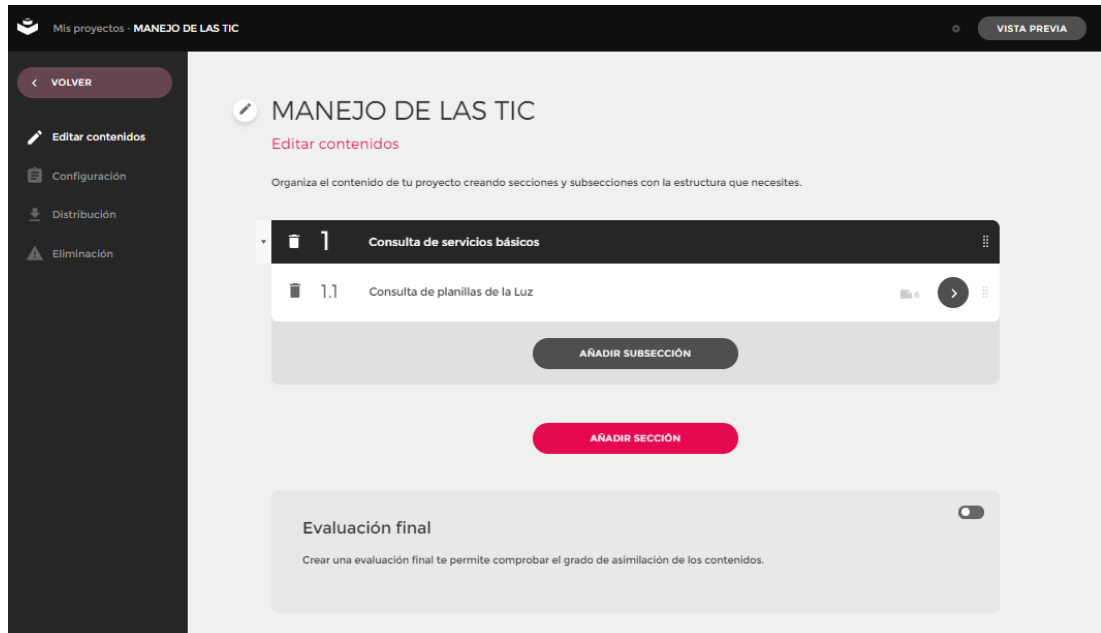 Mis proyectos · MANEJO DE LAS TIC
VISTA PREVIA
VOLVER
Editar contenidos
Configuración
Distribución
Eliminación
MANEJO DE LAS TIC
Editar contenidos
Organiza el contenido de tu proyecto creando secciones y subsecciones con la estructura que necesites.
1 Consulta de servicios básicos
1.1 Consulta de planillas de la Luz 6
AÑADIR SUBSECCIÓN
AÑADIR SECCIÓN
Evaluación final
Crear una evaluación final te permite comprobar el grado de asimilación de los contenidos.